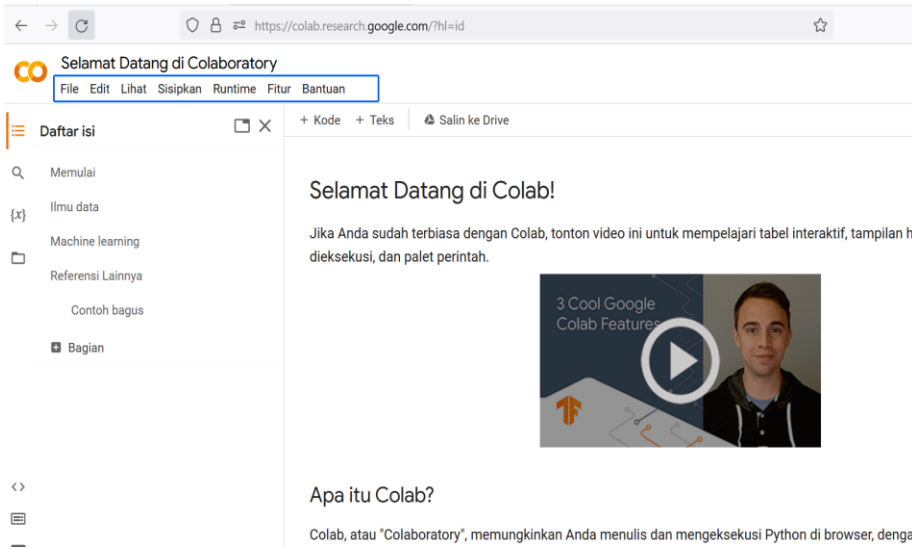 https://colab.research.google.com/?hl=id
Selamat Datang di Colaboratory
File Edit Lihat Sisipkan Runtime Fitur Bantuan
Daftar isi
+ Kode + Teks Salin ke Drive
Memulai
Ilmu data
{x}
Machine learning
Referensi Lainnya
Contoh bagus
Bagian
<>
Selamat Datang di Colab!
Jika Anda sudah terbiasa dengan Colab, tonton video ini untuk mempelajari tabel interaktif, tampilan
dieksekusi, dan palet perintah.
3 Cool Google
Colab Features
Apa itu Colab?
Colab, atau "Colaboratory", memungkinkan Anda menulis dan mengeksekusi Python di browser,